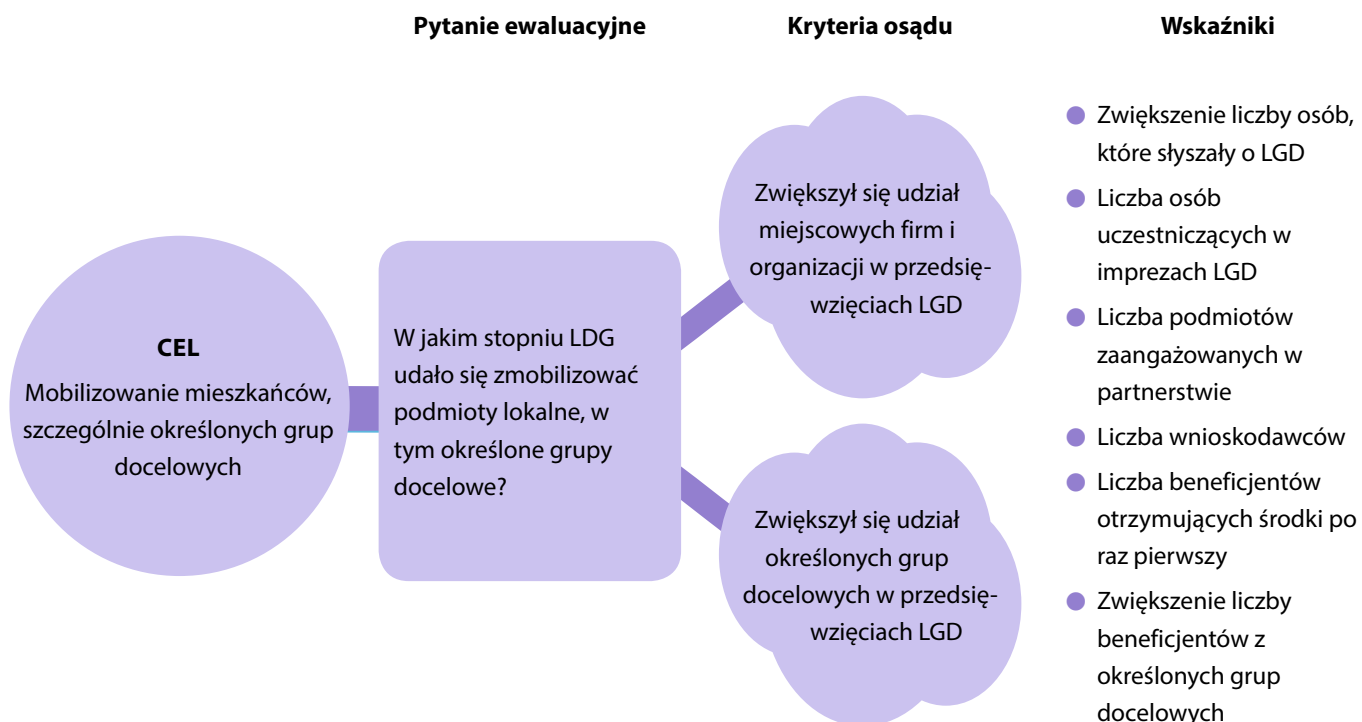 Pytanie ewaluacyjne
Kryteria osądu
Wskaźniki
CEL
Mobilizowanie mieszkańców,
szczególnie określonych grup
docelowych
W jakim stopniu LDG
udało się zmobilizować
podmioty lokalne, w
tym określone grupy
docelowe?
Zwiększył się udział
miejscowych firm i
organizacji w przedsię-
wzięciach LGD
Zwiększył się udział
określonych grup
docelowych w przedsię-
wzięciach LGD
Zwiększenie liczby osób,
które słyszały o LGD
Liczba osób
uczestniczących w
imprezach LGD
Liczba podmiotów
zaangażowanych w
partnerstwie
Liczba wnioskodawców
Liczba beneficjentów
otrzymujących środki po
raz pierwszy
Zwiększenie liczby
beneficjentów z
określonych grup
docelowych